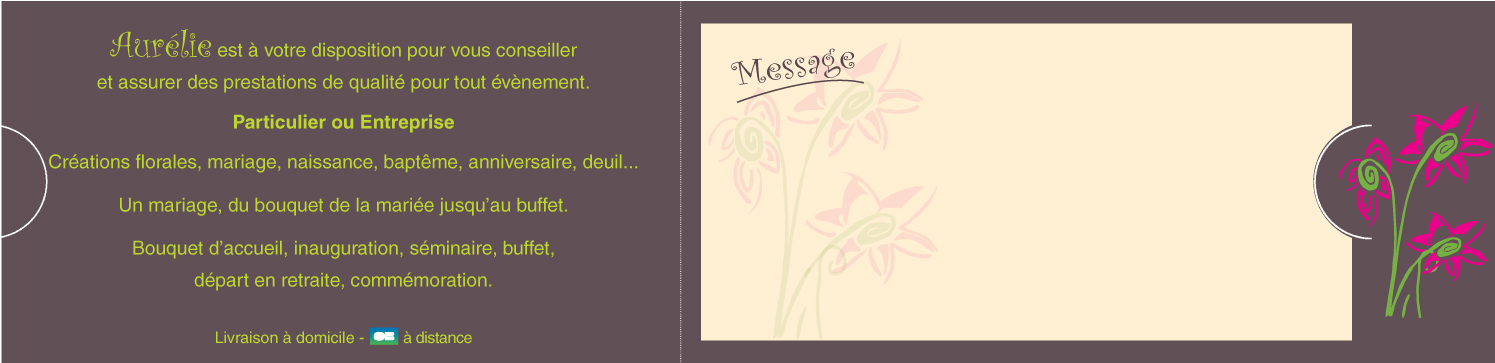 Aurélie est à votre disposition pour vous conseiller
et assurer des prestations de qualité pour tout évènement.
Particulier ou Entreprise
Créations florales, mariage, naissance, baptême, anniversaire, deuil...
Un mariage, du bouquet de la mariée jusqu'au buffet.
Bouquet d'accueil, inauguration, séminaire, buffet,
départ en retraite, commémoration.
Livraison à domicile - CB à distance
Message